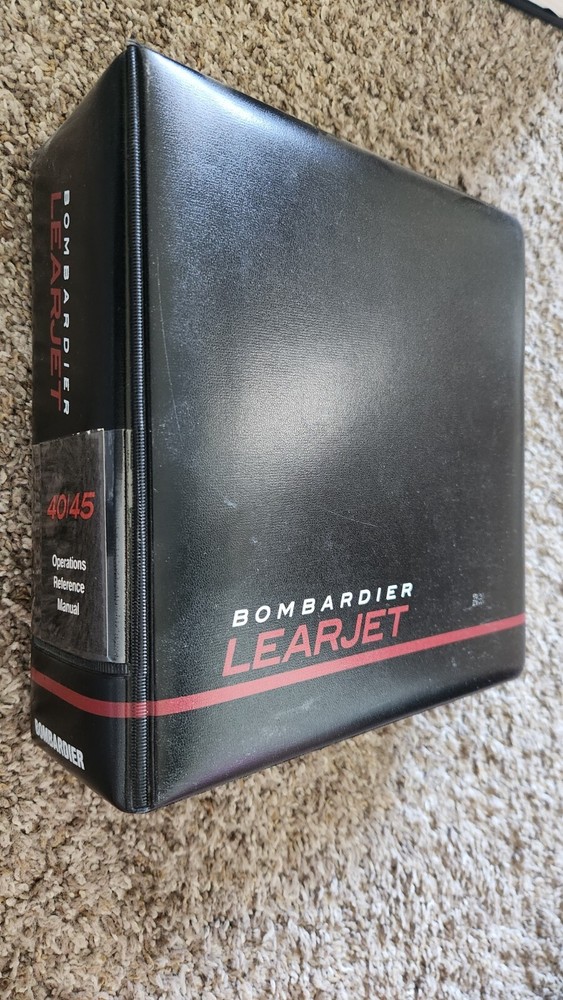 BOMBARDIER
LEARJET
40/45
Operations
Reference
Manual
BOMBARDIER
BOMBARDIER
LEARJET